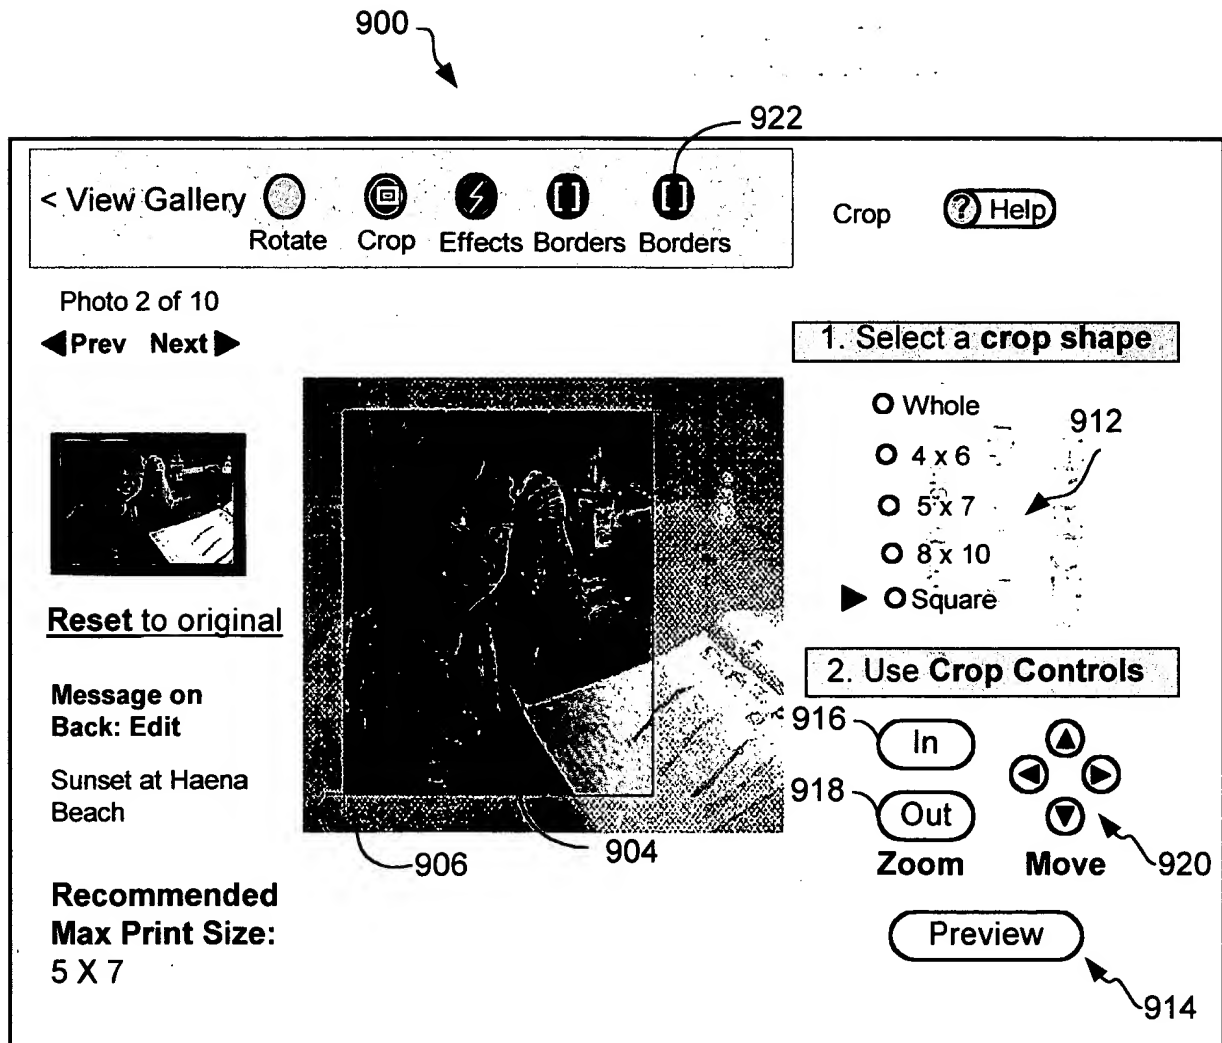 900
922
< View Gallery
Rotate Crop Effects Borders Borders
Crop
? Help
Photo 2 of 10
Prev Next
1. Select a crop shape
Whole
4 x 6
5 x 7
8 x 10
Square
912
Reset to original
Message on
Back: Edit
Sunset at Haena
Beach
Recommended
Max Print Size:
5 X 7
906
904
2. Use Crop Controls
916
In
918
Out
Zoom
Move
920
Preview
914